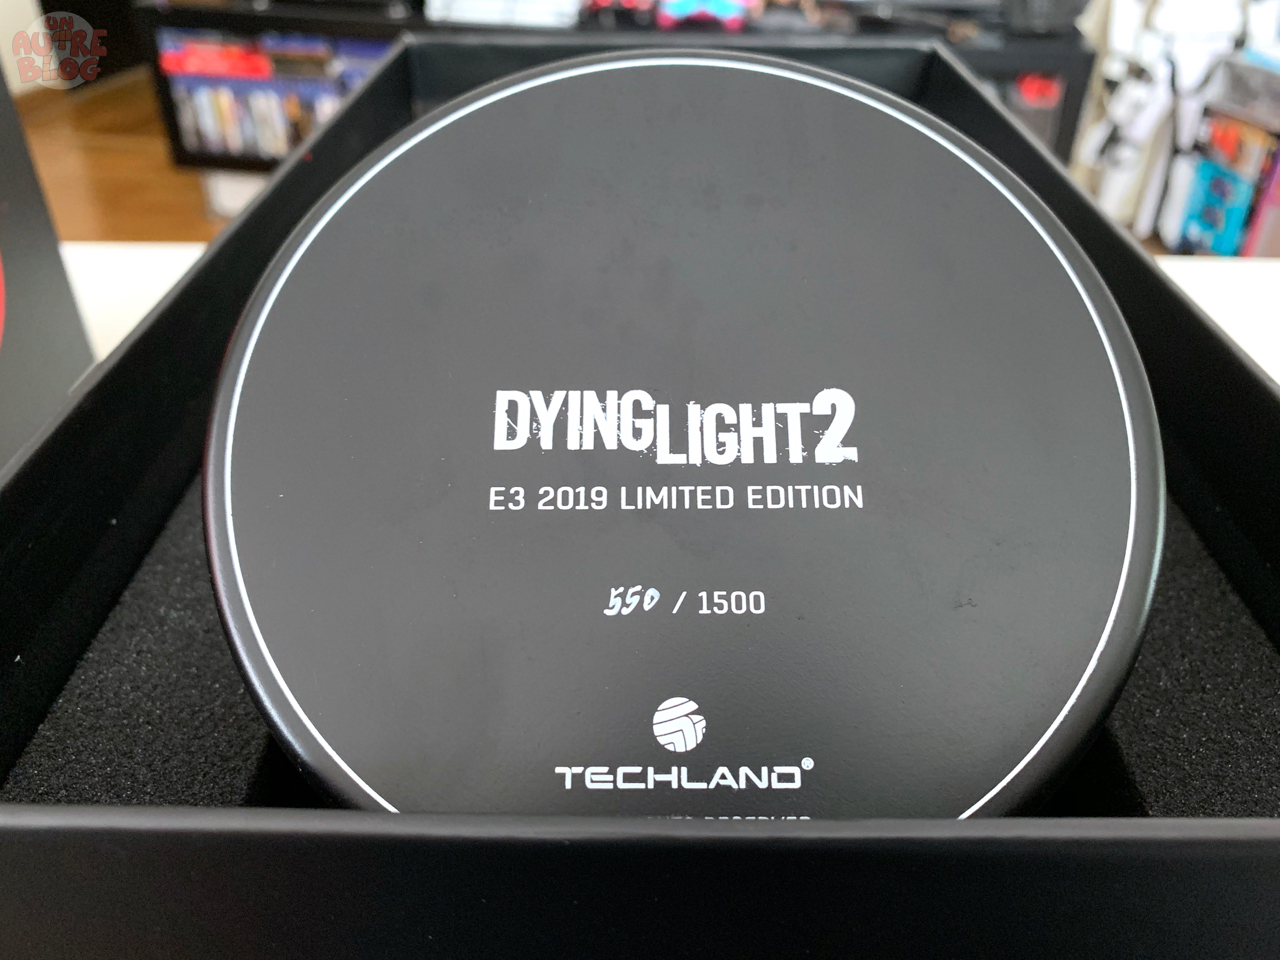 UN
AUTRE
BLOG
DYING LIGHT 2
E3 2019 LIMITED EDITION
550 / 1500
TECHLAND®